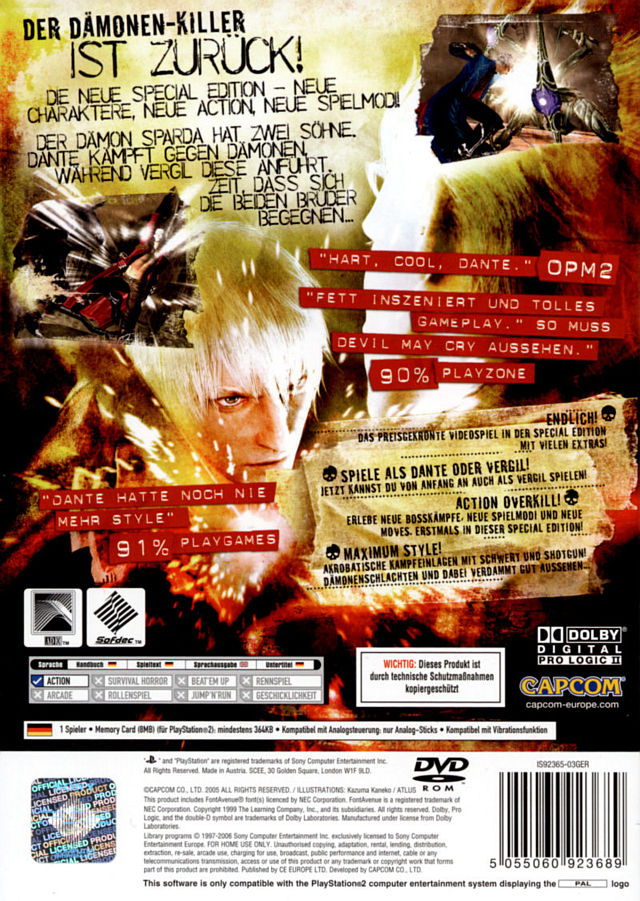 DER DÄMONEN-KILLER
IST ZURÜCK!
DIE NEUE SPECIAL EDITION – NEUE
CHARAKTERE, NEUE ACTION, NEUE SPIELMODI!
DER DÄMON SPARDA HAT ZWEI SÖHNE.
DANTE KÄMPFT GEGEN DÄMONEN,
WÄHREND VERGIL DIESE ANFÜHRT.
ZEIT, DASS SICH
DIE BEIDEN BRÜDER
BEGEGNEN...
"HART, COOL, DANTE." OPM2
"FETT INSZENIERT UND TOLLES
GAMEPLAY." SO MUSS
DEVIL MAY CRY AUSSEHEN."
90% PLAYZONE
ENDLICH!
DAS PREISGEKRÖNTE VIDEOSPIEL IN DER SPECIAL EDITION
MIT VIELEN EXTRAS!
SPIELE ALS DANTE ODER VERGIL!
JETZT KANNST DU VON ANFANG AN AUCH ALS VERGIL SPIELEN!
ACTION OVERKILL!
ERLEBE NEUE BOSSKÄMPFE, NEUE SPIELMODI UND NEUE
MOVES. ERSTMALS IN DIESER SPECIAL EDITION!
MAXIMUM STYLE!
AKROBATISCHE KAMPFEINLAGEN MIT SCHWERT UND SHOTGUN!
DÄMONENSCHLACHTEN UND DABEI VERDAMMT GUT AUSSEHEN...
"DANTE HATTE NOCH NIE
MEHR STYLE"
91% PLAYGAMES
ADX™
Sofdec™
Sprache Handbuch Spieltext Sprachausgabe Untertitel
ACTION SURVIVAL HORROR BEAT'EM UP RENNSPIEL
ARCADE ROLLENSPIEL JUMP'N'RUN GESCHICKLICHKEIT
WICHTIG: Dieses Produkt ist
durch technische Schutzmaßnahmen
kopiergeschützt
DOLBY
DIGITAL
PRO LOGIC II
CAPCOM
capcom-europe.com
1 Spieler • Memory Card (8MB) (für PlayStation®2): mindestens 364KB • Kompatibel mit Analogsteuerung: nur Analog-Sticks • Kompatibel mit Vibrationsfunktion
" and "PlayStation" are registered trademarks of Sony Computer Entertainment Inc.
All Rights Reserved. Made in Austria. SCEE, 30 Golden Square, London W1F 9LD.
DVD
ROM
IS92365-03GER
©CAPCOM CO., LTD. 2005 ALL RIGHTS RESERVED. / ILLUSTRATIONS: Kazuma Kaneko / ATLUS
This product includes FontAvenue® font(s) licenced by NEC Corporation. FontAvenue is a registered trademark of
NEC Corporation. Copyright 1999 The Learning Company, Inc., and its subsidiaries. All rights reserved. Dolby, Pro
Logic, and the double-D symbol are trademarks of Dolby Laboratories. Manufactured under license from Dolby
Laboratories.
Library programs © 1997-2006 Sony Computer Entertainment Inc. exclusively licensed to Sony Computer
Entertainment Europe. FOR HOME USE ONLY. Unauthorised copying, adaptation, rental, lending, distribution,
extraction, re-sale, arcade use, charging for use, broadcast, public performance and internet, cable or any
telecommunications transmission, access or use of this product or any trademark or copyright work that forms
part of this product are prohibited. Published by CE EUROPE LTD. Developed by CAPCOM CO., LTD.
5 055060 923689
This software is only compatible with the PlayStation®2 computer entertainment system displaying the PAL logo